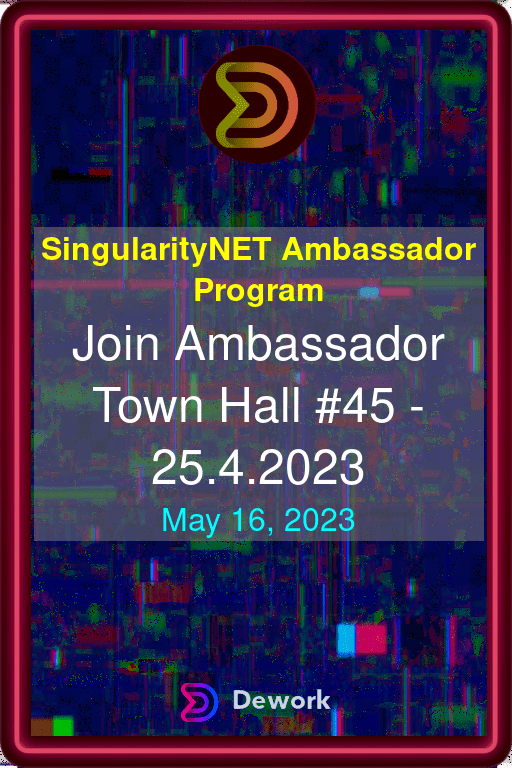 SingularityNET Ambassador
Program
Join Ambassador
Town Hall #45 -
25.4.2023
May 16, 2023
Dework